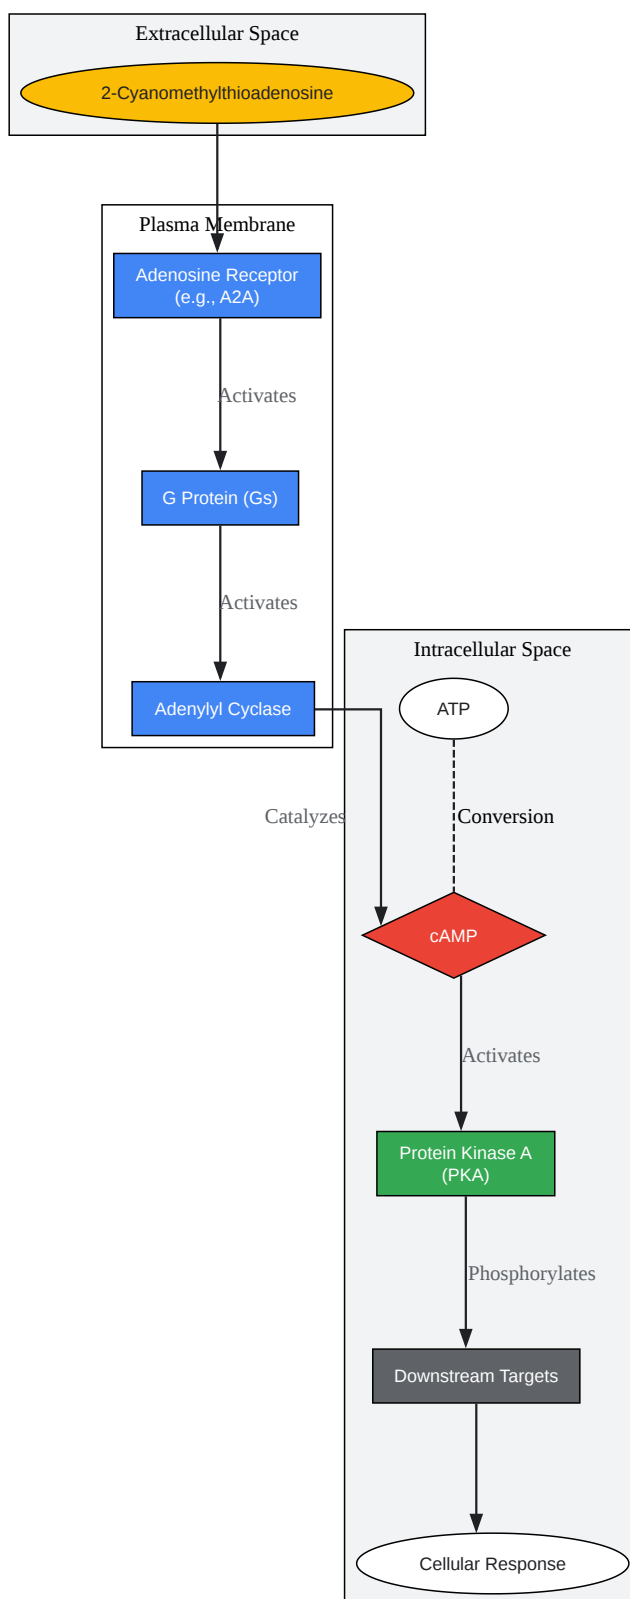 Extracellular Space
2-Cyanomethylthioadenosine
Plasma Membrane
Adenosine Receptor
(e.g., A2A)
Activates
G Protein (Gs)
Activates
Adenylyl Cyclase
Intracellular Space
ATP
Catalyzes
Conversion
cAMP
Activates
Protein Kinase A
(PKA)
Phosphorylates
Downstream Targets
Cellular Response